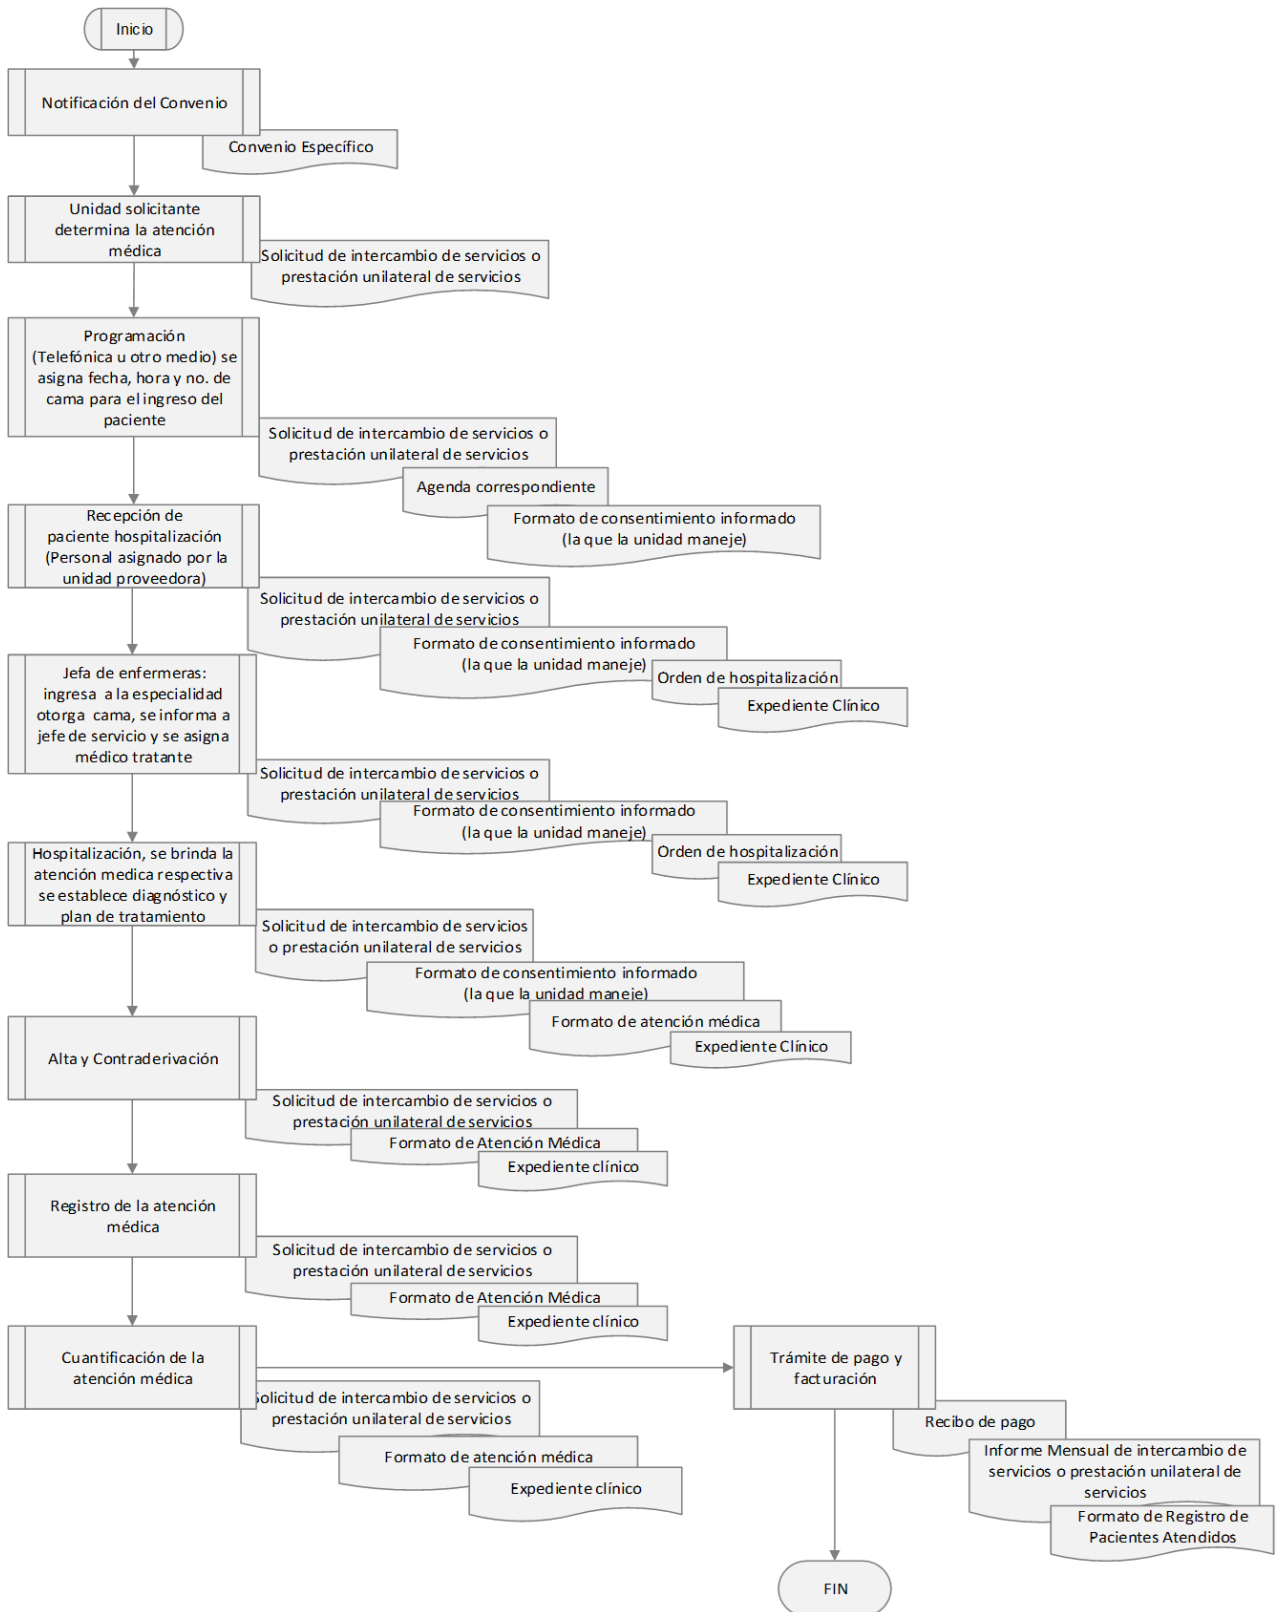 Inicio
Notificación del Convenio
Convenio Específico
Unidad solicitante
determina la atención
médica
Solicitud de intercambio de servicios o
prestación unilateral de servicios
Programación
(Telefónica u otro medio) se
asigna fecha, hora y no. de
cama para el ingreso del
paciente
Solicitud de intercambio de servicios o
prestación unilateral de servicios
Agenda correspondiente
Formato de consentimiento informado
(la que la unidad maneje)
Recepción de
paciente hospitalización
(Personal asignado por la
unidad proveedora)
Solicitud de intercambio de servicios o
prestación unilateral de servicios
Formato de consentimiento informado
(la que la unidad maneje)
Orden de hospitalización
Expediente Clínico
Jefa de enfermeras:
ingresa a la especialidad
otorga cama, se informa a
jefe de servicio y se asigna
médico tratante
Solicitud de intercambio de servicios o
prestación unilateral de servicios
Formato de consentimiento informado
(la que la unidad maneje)
Orden de hospitalización
Expediente Clínico
Hospitalización, se brinda la
atención medica respectiva
se establece diagnóstico y
plan de tratamiento
Solicitud de intercambio de servicios
o prestación unilateral de servicios
Formato de consentimiento informado
(la que la unidad maneje)
Formato de atención médica
Expediente Clínico
Alta y Contraderivación
Solicitud de intercambio de servicios o
prestación unilateral de servicios
Formato de Atención Médica
Expediente clínico
Registro de la atención
médica
Solicitud de intercambio de servicios o
prestación unilateral de servicios
Formato de Atención Médica
Expediente clínico
Cuantificación de la
atención médica
Solicitud de intercambio de servicios o
prestación unilateral de servicios
Formato de atención médica
Expediente clínico
Trámite de pago y
facturación
Recibo de pago
Informe Mensual de intercambio de
servicios o prestación unilateral de
servicios
Formato de Registro de
Pacientes Atendidos
FIN